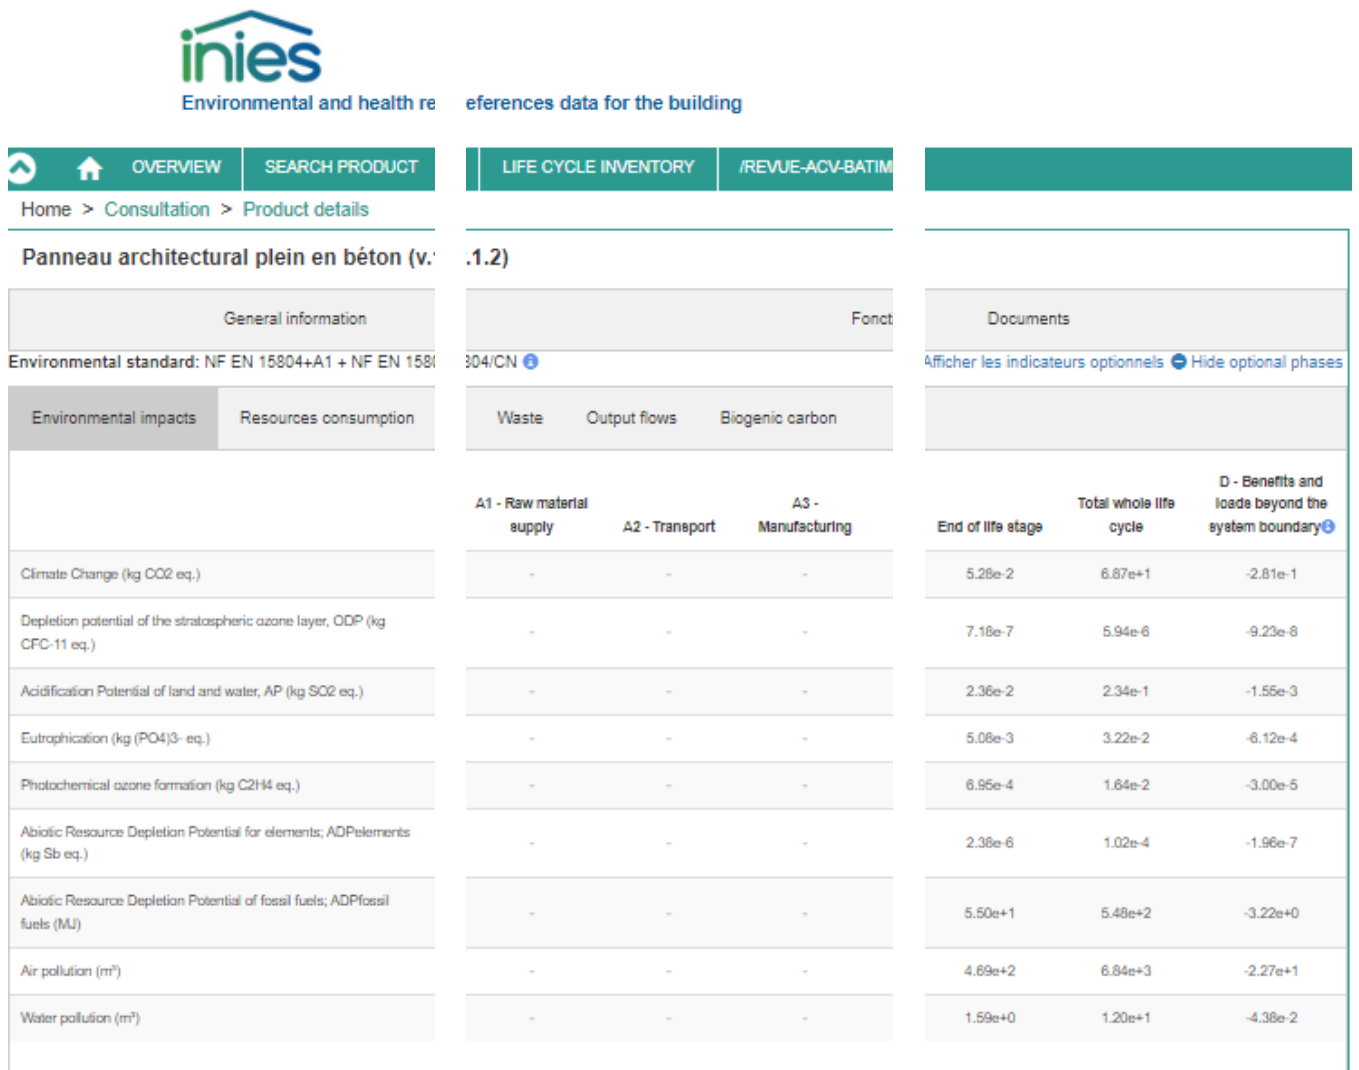 inies
Environmental and health re eferences data for the building
OVERVIEW SEARCH PRODUCT LIFE CYCLE INVENTORY /REVUE-ACV-BATIM
Home > Consultation > Product details
Panneau architectural plein en béton (v. .1.2)
General information Foncti Documents
Environmental standard: NF EN 15804+A1 + NF EN 1580 804/CN Afficher les indicateurs optionnels Hide optional phases
Environmental impacts Resources consumption Waste Output flows Biogenic carbon
A1 - Raw material supply A2 - Transport A3 - Manufacturing End of life stage Total whole life cycle D - Benefits and loads beyond the system boundary
Climate Change (kg CO2 eq.) - - - 5.28e-2 6.87e+1 -2.81e-1
Depletion potential of the stratospheric ozone layer, ODP (kg
CFC-11 eq.) - - - 7.18e-7 5.94e-6 -9.23e-8
Acidification Potential of land and water, AP (kg SO2 eq.) - - - 2.36e-2 2.34e-1 -1.55e-3
Eutrophication (kg (PO4)3- eq.) - - - 5.08e-3 3.22e-2 -6.12e-4
Photochemical ozone formation (kg C2H4 eq.) - - - 6.95e-4 1.64e-2 -3.00e-5
Abiotic Resource Depletion Potential for elements; ADPelements
(kg Sb eq.) - - - 2.38e-6 1.02e-4 -1.96e-7
Abiotic Resource Depletion Potential of fossil fuels; ADPfossil
fuels (MJ) - - - 5.50e+1 5.48e+2 -3.22e+0
Air pollution (m³) - - - 4.69e+2 6.84e+3 -2.27e+1
Water pollution (m³) - - - 1.59e+0 1.20e+1 -4.38e-2